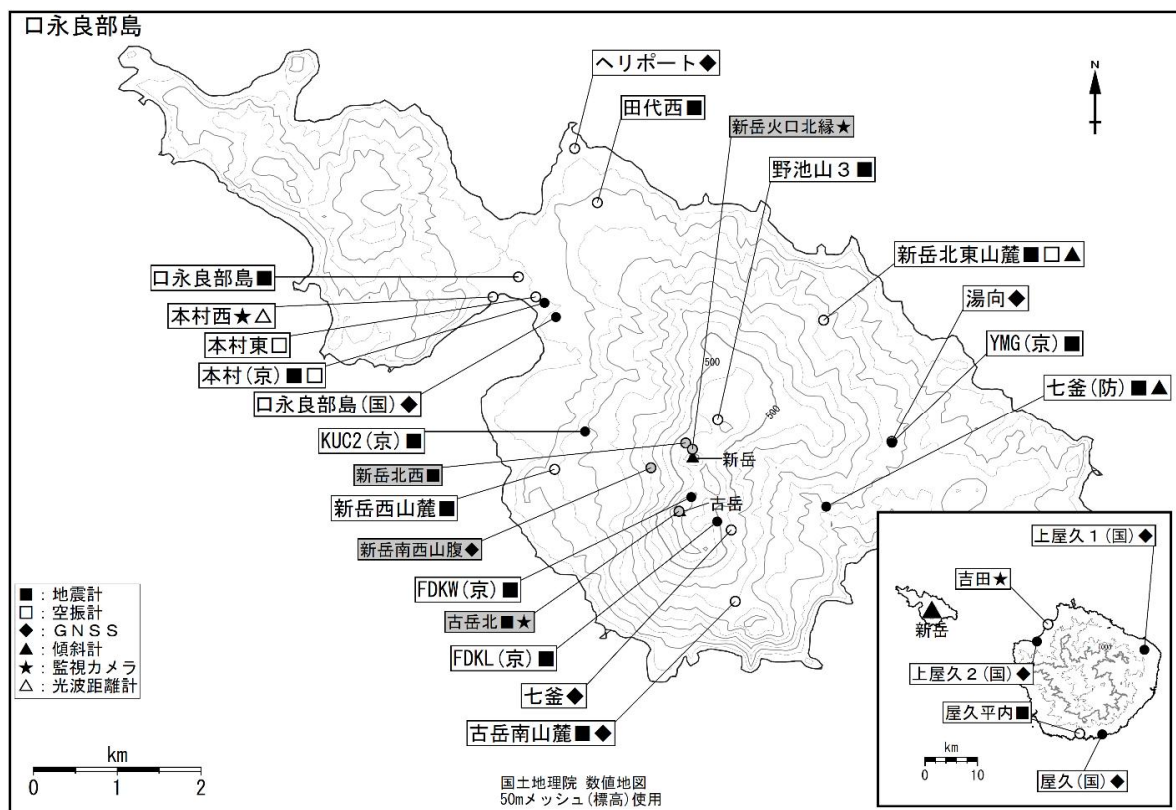 口永良部島
ヘリポート◆
田代西■
新岳火口北縁★
野池山３■
N
口永良部島■
新岳北東山麓■□▲
本村西★△
湯向◆
本村東□
YMG(京)■
本村(京)■□
七釜(防)■▲
口永良部島(国)◆
500
500
KUC2(京)■
新岳北西■
新岳
新岳西山麓■
古岳
新岳南西山腹◆
FDKW(京)■
古岳北■★
FDKL(京)■
七釜◆
古岳南山麓■◆
■：地震計
□：空振計
◆：ＧＮＳＳ
▲：傾斜計
★：監視カメラ
△：光波距離計
km
0 1 2
国土地理院 数値地図
50mメッシュ(標高)使用
上屋久１(国)◆
吉田★
新岳
1000
上屋久２(国)◆
屋久平内■
km
0 10
屋久(国)◆